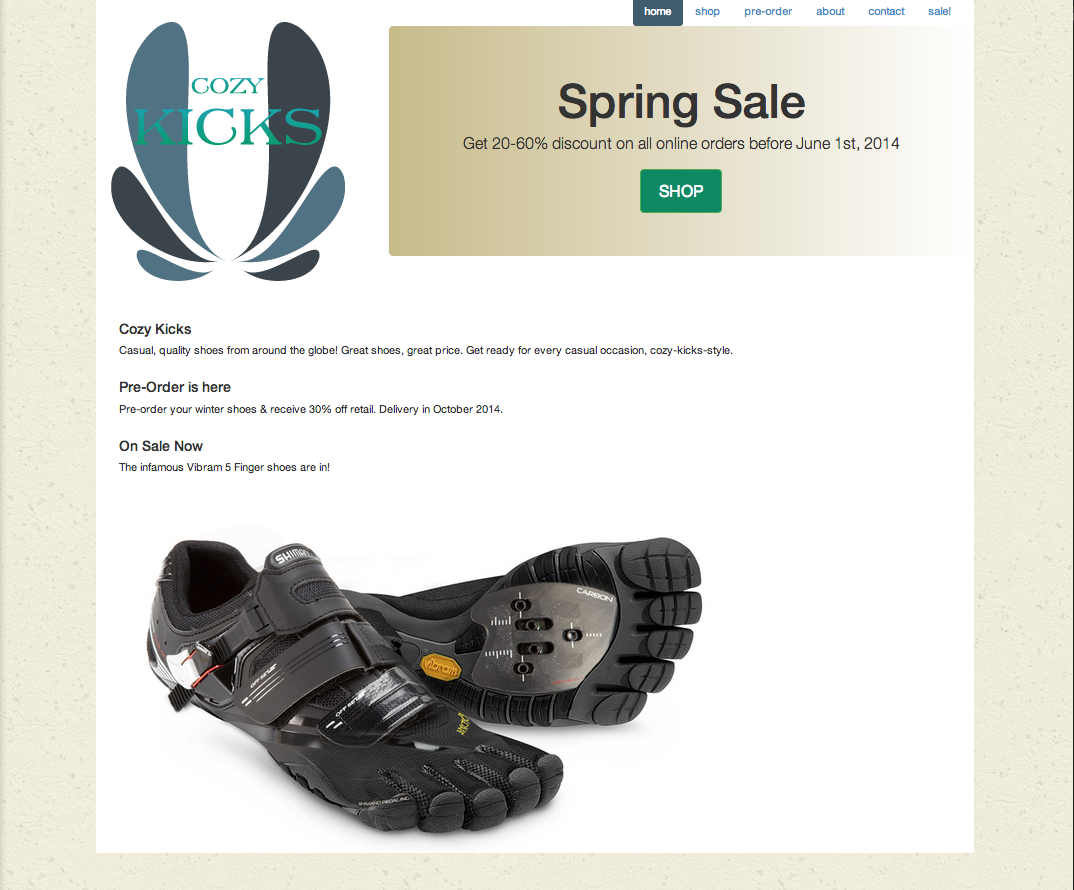 home shop pre-order about contact sale!
COZY
KICKS
Spring Sale
Get 20-60% discount on all online orders before June 1st, 2014
SHOP
Cozy Kicks
Casual, quality shoes from around the globe! Great shoes, great price. Get ready for every casual occasion, cozy-kicks-style.
Pre-Order is here
Pre-order your winter shoes & receive 30% off retail. Delivery in October 2014.
On Sale Now
The infamous Vibram 5 Finger shoes are in!
CARBON
vibram
OFFSET
OFFSET
SHIMANO PEDAL INC